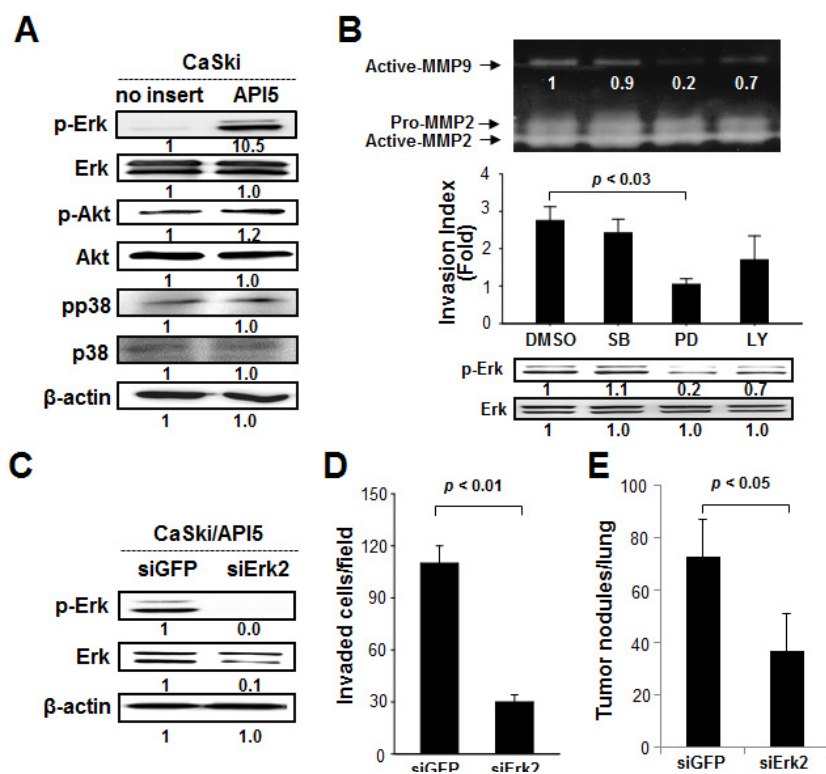 A
CaSki
no insert API5
p-Erk
1 10.5
Erk
1 1.0
p-Akt
1 1.2
Akt
1 1.0
pp38
1 1.0
p38
1 1.0
β-actin
1 1.0
B
Active-MMP9
1 0.9 0.2 0.7
Pro-MMP2
Active-MMP2
p < 0.03
Invasion Index
(Fold)
4
3
2
1
0
DMSO SB PD LY
p-Erk
1 1.1 0.2 0.7
Erk
1 1.0 1.0 1.0
C
CaSki/API5
siGFP siErk2
p-Erk
1 0.0
Erk
1 0.1
β-actin
1 1.0
D
p < 0.01
Invaded cells/field
150
120
90
60
30
0
siGFP siErk2
E
p < 0.05
Tumor nodules/lung
100
80
60
40
20
0
siGFP siErk2